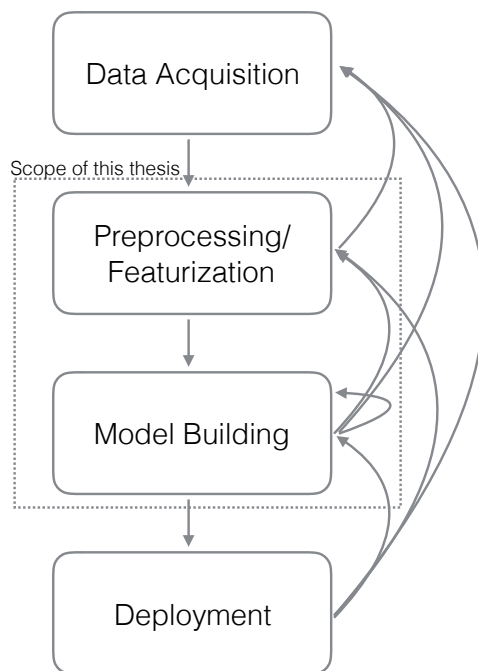 Data Acquisition
Scope of this thesis
Preprocessing/
Featurization
Model Building
Deployment